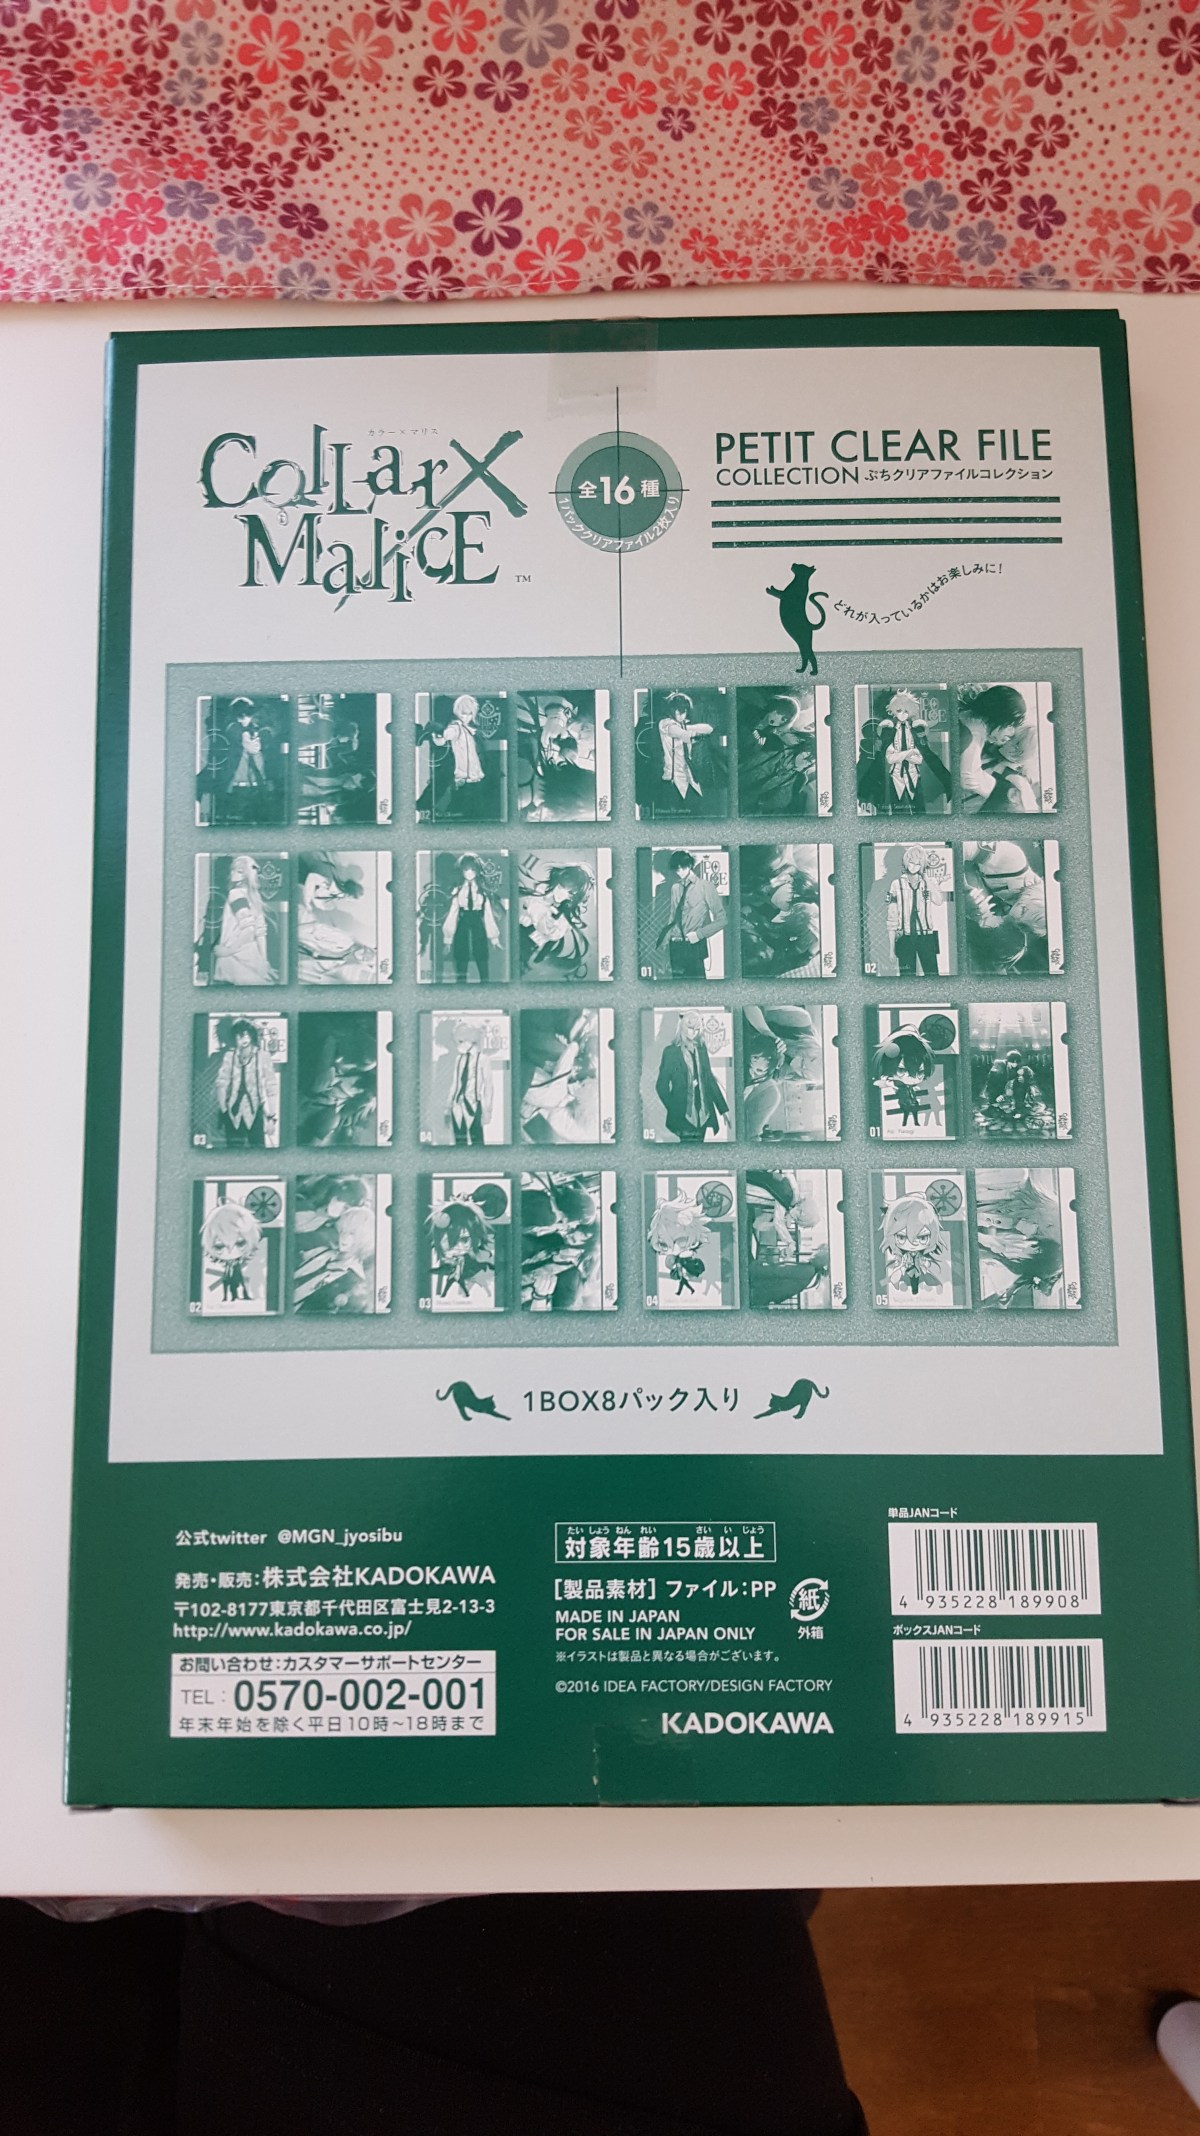 カラー×マリス
Collar×
Malice
™
全16種
1パッククリアファイル2枚入り
PETIT CLEAR FILE
COLLECTION ぷちクリアファイルコレクション
どれが入っているかはお楽しみに!
02
04
01
02
03
04
05
01
02
03
04
05
1BOX8パック入り
公式twitter @MGN_jyosibu
発売・販売:株式会社KADOKAWA
〒102-8177東京都千代田区富士見2-13-3
http://www.kadokawa.co.jp/
お問い合わせ:カスタマーサポートセンター
TEL:0570-002-001
年末年始を除く平日10時~18時まで
たいしょうねんれい さいいじょう
対象年齢15歳以上
[製品素材] ファイル:PP
紙
外箱
MADE IN JAPAN
FOR SALE IN JAPAN ONLY
※イラストは製品と異なる場合がございます。
©2016 IDEA FACTORY/DESIGN FACTORY
KADOKAWA
単品JANコード
4 935228 189908
ボックスJANコード
4 935228 189915